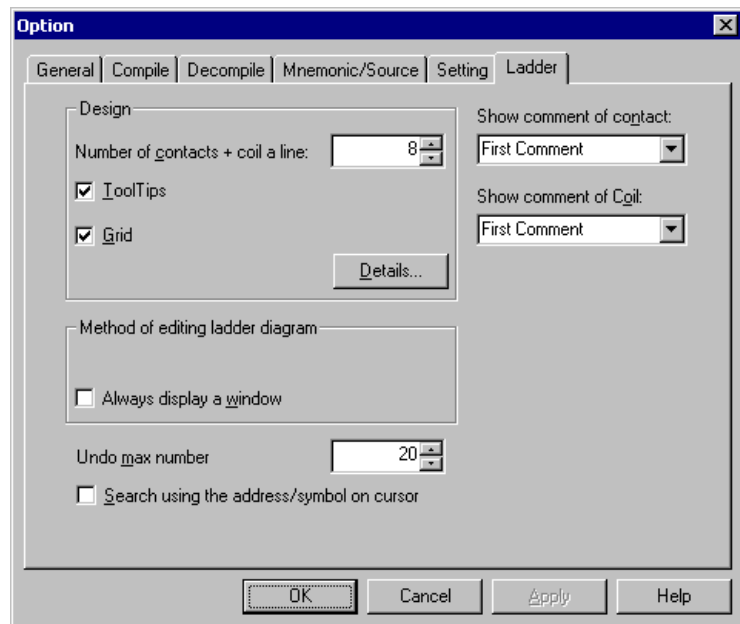 Option
General
Compile
Decompile
Mnemonic/Source
Setting
Ladder
Design
Number of contacts + coil a line:
8
ToolTips
Grid
Details...
Show comment of contact:
First Comment
Show comment of Coil:
First Comment
Method of editing ladder diagram
Always display a window
Undo max number
20
Search using the address/symbol on cursor
OK
Cancel
Apply
Help